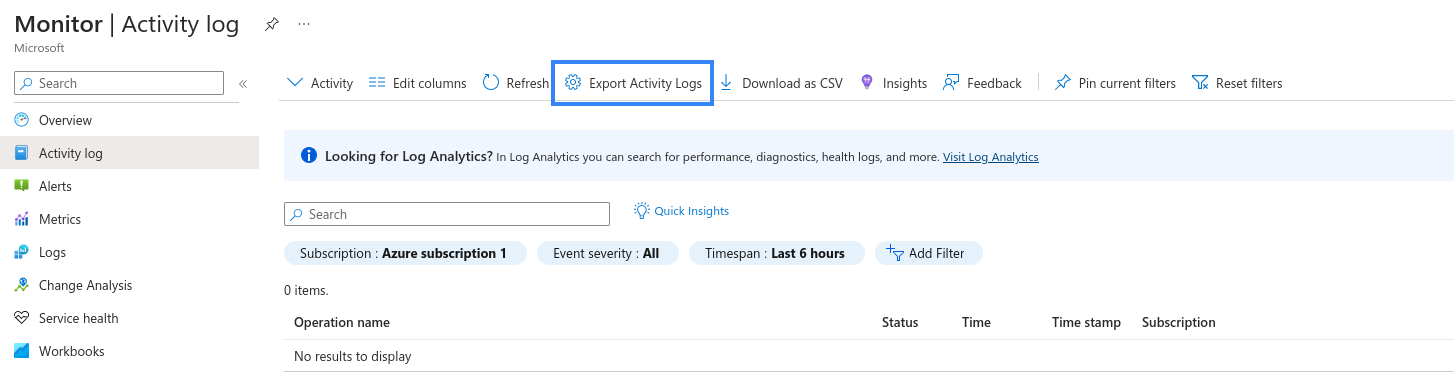 Monitor | Activity log
Microsoft
Search
Overview
Activity log
Alerts
Metrics
Logs
Change Analysis
Service health
Workbooks
Activity Edit columns Refresh Export Activity Logs Download as CSV Insights Feedback Pin current filters Reset filters
Looking for Log Analytics? In Log Analytics you can search for performance, diagnostics, health logs, and more. Visit Log Analytics
Search Quick Insights
Subscription : Azure subscription 1 Event severity : All Timespan : Last 6 hours Add Filter
0 items.
Operation name Status Time Time stamp Subscription
No results to display